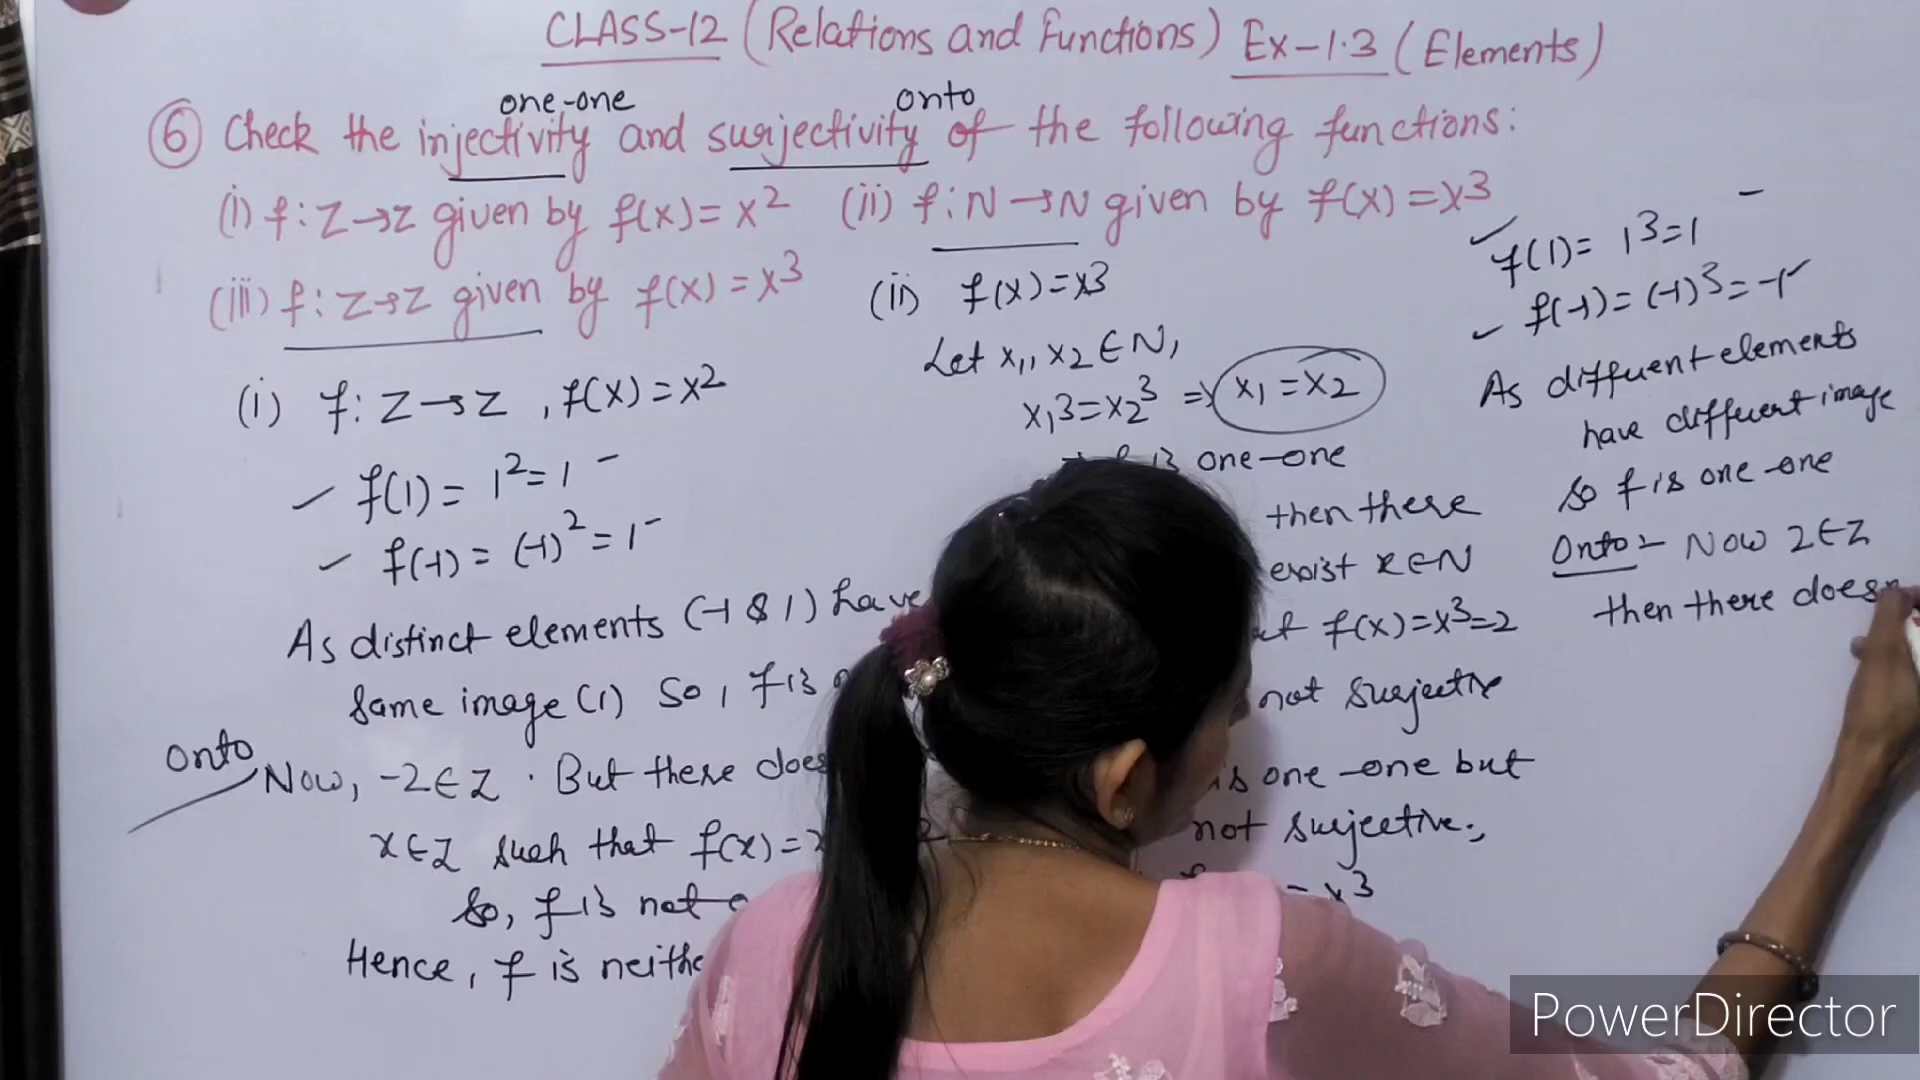 CLASS-12 (Relations and Functions) Ex-1.3 (Elements)
one-one onto
⑥ Check the injectivity and surjectivity of the following functions:
(i) f: Z→Z given by f(x)=x² (ii) f: N→N given by f(x)=x³
(iii) f: Z→Z given by f(x)=x³
(i) f: Z→Z, f(x)=x²
✓ f(1)= 1²=1
✓ f(-1)= (-1)²=1
As distinct elements (-1 & 1) have
same image (1) So, f is
Onto
Now, -2∈Z. But there does
x∈Z such that f(x)=
So, f is not
Hence, f is
(ii) f(x)=x³
Let x₁, x₂ ∈N,
x₁³=x₂³ ⇒ x₁=x₂
f is one-one
then there
exist x∈N
f(x)=x³=2
not surjective
is one-one but
not surjective.
= x³
✓ f(1)= 1³=1
✓ f(-1)= (-1)³=-1
As different elements
have different image
So f is one-one
Onto:- Now 2∈Z
then there does
PowerDirector